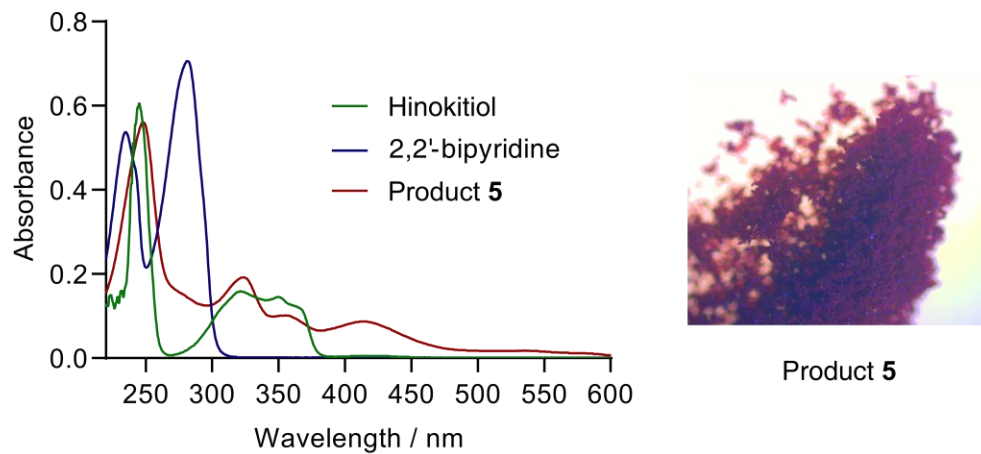 0.8
0.6
0.4
0.2
0.0
Absorbance
250 300 350 400 450 500 550 600
Wavelength / nm
Hinokitiol
2,2'-bipyridine
Product 5
Product 5